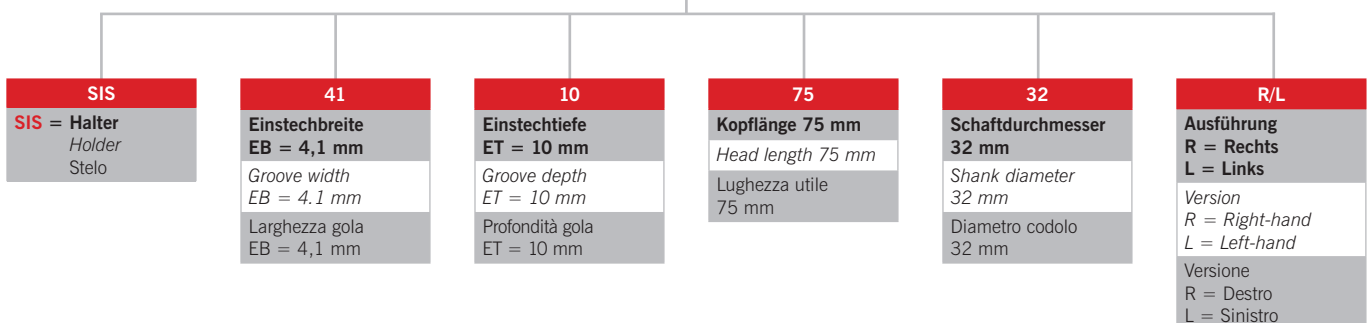 SIS
SIS = Halter
Holder
Stelo
41
Einstechbreite
EB = 4,1 mm
Groove width
EB = 4.1 mm
Larghezza gola
EB = 4,1 mm
10
Einstechtiefe
ET = 10 mm
Groove depth
ET = 10 mm
Profondità gola
ET = 10 mm
75
Kopflänge 75 mm
Head length 75 mm
Lughezza utile
75 mm
32
Schaftdurchmesser
32 mm
Shank diameter
32 mm
Diametro codolo
32 mm
R/L
Ausführung
R = Rechts
L = Links
Version
R = Right-hand
L = Left-hand
Versione
R = Destro
L = Sinistro